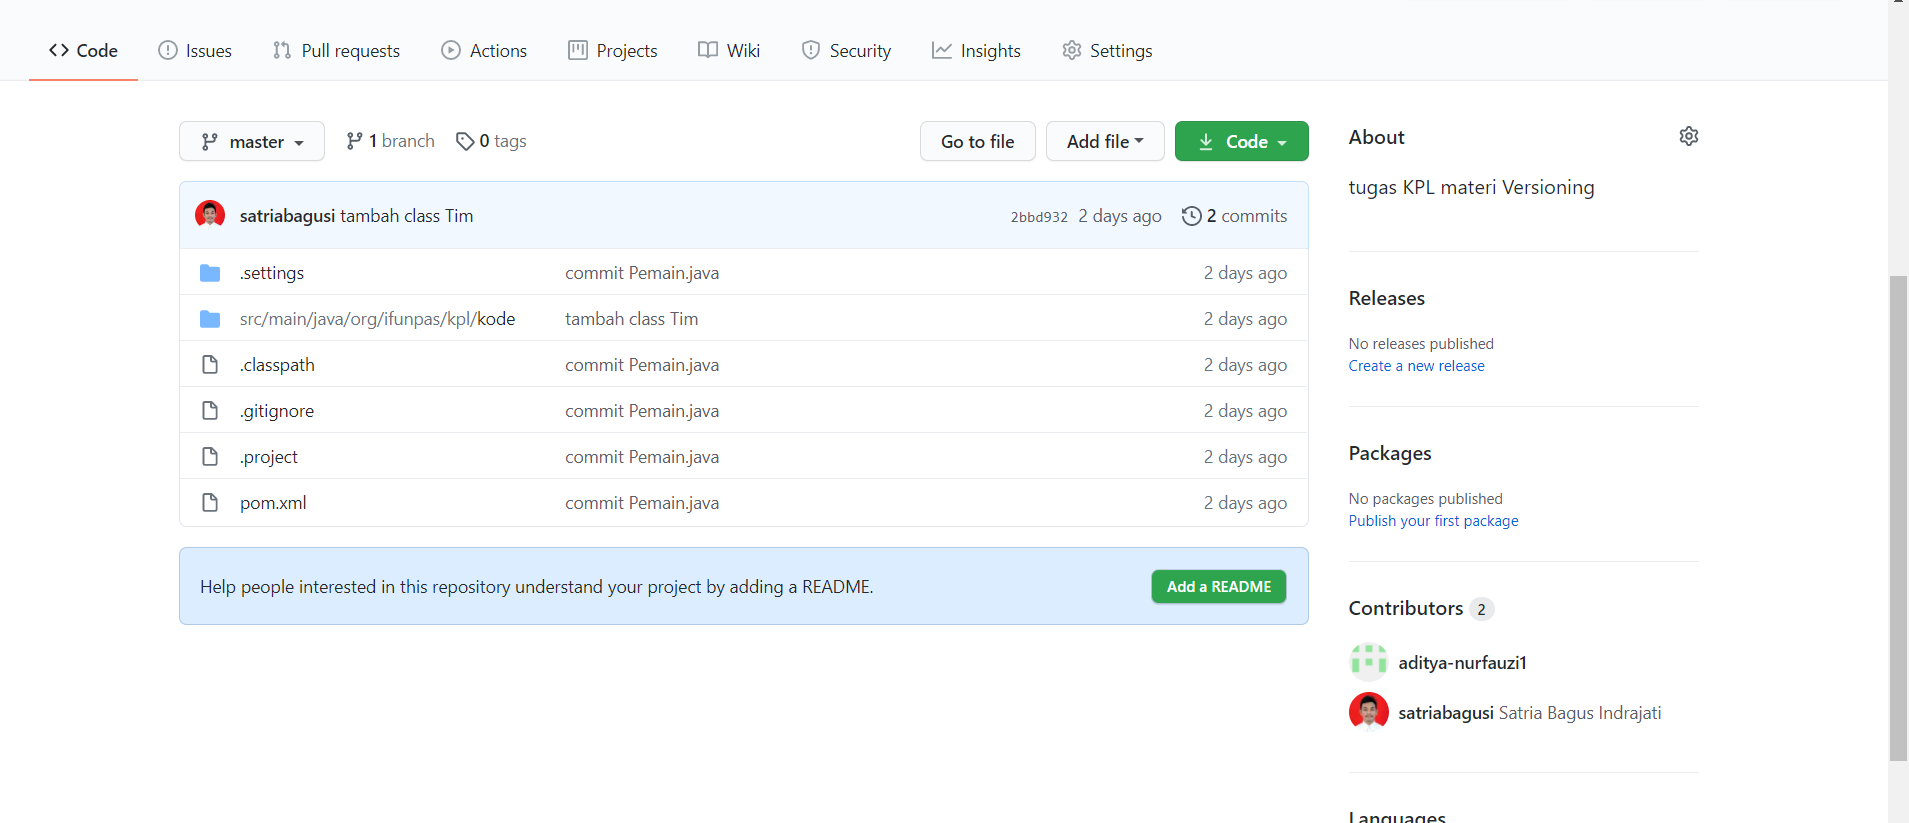 Code Issues Pull requests Actions Projects Wiki Security Insights Settings
master 1 branch 0 tags Go to file Add file Code
satriabagusi tambah class Tim 2bbd932 2 days ago 2 commits
.settings commit Pemain.java 2 days ago
src/main/java/org/ifunpas/kpl/kode tambah class Tim 2 days ago
.classpath commit Pemain.java 2 days ago
.gitignore commit Pemain.java 2 days ago
.project commit Pemain.java 2 days ago
pom.xml commit Pemain.java 2 days ago
Help people interested in this repository understand your project by adding a README. Add a README
About
tugas KPL materi Versioning
Releases
No releases published
Create a new release
Packages
No packages published
Publish your first package
Contributors 2
aditya-nurfauzi1
satriabagusi Satria Bagus Indrajati
Languages